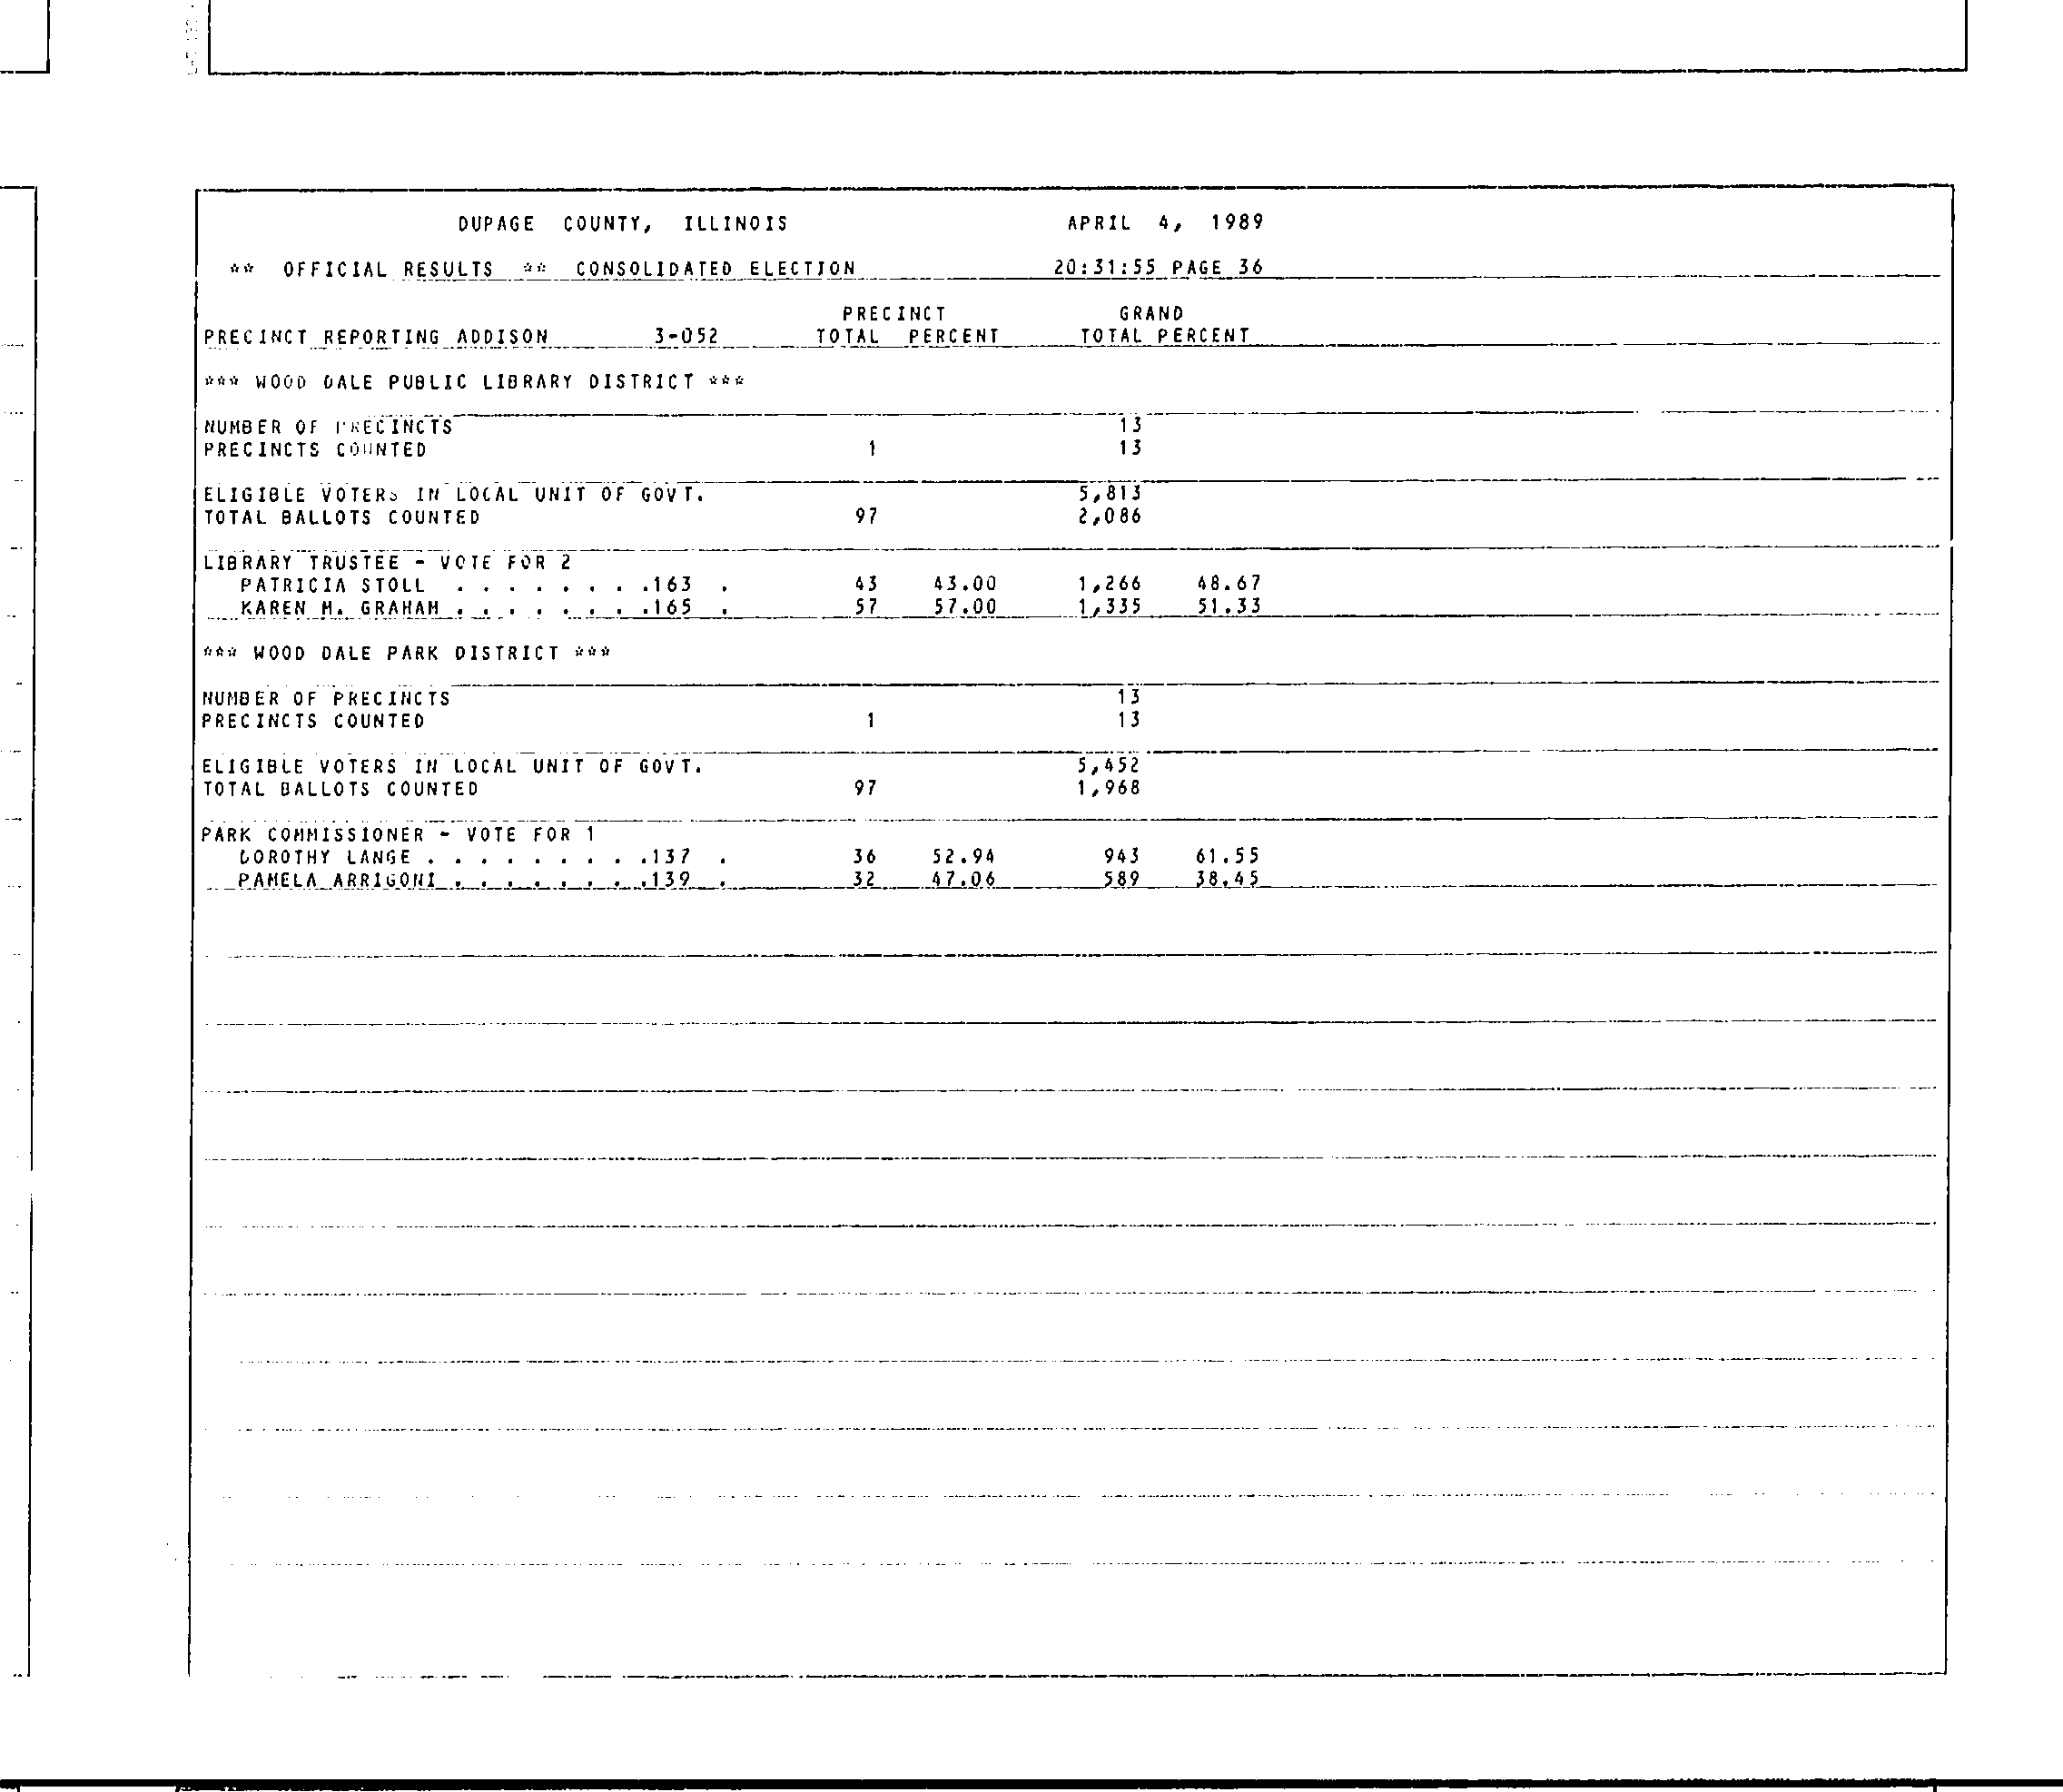 DUPAGE COUNTY, ILLINOIS APRIL 4, 1989
** OFFICIAL RESULTS ** CONSOLIDATED ELECTION 20:31:55 PAGE 36
PRECINCT GRAND
PRECINCT REPORTING ADDISON 3-052 TOTAL PERCENT TOTAL PERCENT
*** WOOD DALE PUBLIC LIBRARY DISTRICT ***
NUMBER OF PRECINCTS 13
PRECINCTS COUNTED 1 13
ELIGIBLE VOTERS IN LOCAL UNIT OF GOVT. 5,813
TOTAL BALLOTS COUNTED 97 2,086
LIBRARY TRUSTEE - VOTE FOR 2
PATRICIA STOLL . . . . . . . .163 . 43 43.00 1,266 48.67
KAREN M. GRAHAM . . . . . . . .165 . 57 57.00 1,335 51.33
*** WOOD DALE PARK DISTRICT ***
NUMBER OF PRECINCTS 13
PRECINCTS COUNTED 1 13
ELIGIBLE VOTERS IN LOCAL UNIT OF GOVT. 5,452
TOTAL BALLOTS COUNTED 97 1,968
PARK COMMISSIONER - VOTE FOR 1
DOROTHY LANGE . . . . . . . . .137 . 36 52.94 943 61.55
PAMELA ARRIGONI . . . . . . . .139 . 32 47.06 589 38.45